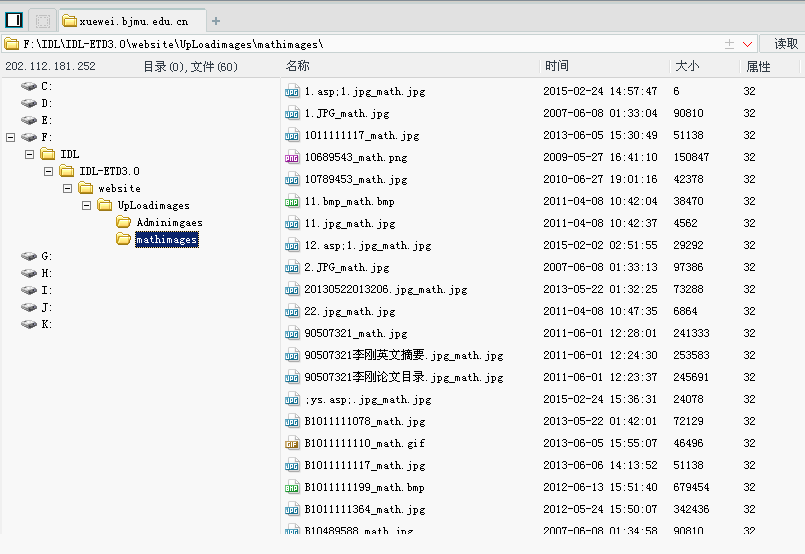 xuewei.bjmu.edu.cn
F:\IDL\IDL-ETD3.0\website\UpLoadimages\mathimages\ 读取
202.112.181.252 目录(0),文件(60) 名称 时间 大小 属性
C:
D:
E:
F:
IDL
IDL-ETD3.0
website
UpLoadimages
Adminimgaes
mathimages
G:
H:
I:
J:
K:
1.asp;1.jpg_math.jpg 2015-02-24 14:57:47 6 32
1.JPG_math.jpg 2007-06-08 01:33:04 90810 32
1011111117_math.jpg 2013-06-05 15:30:49 51138 32
10689543_math.png 2009-05-27 16:41:10 150847 32
10789453_math.jpg 2010-06-27 19:01:16 42378 32
11.bmp_math.bmp 2011-04-08 10:42:04 38470 32
11.jpg_math.jpg 2011-04-08 10:42:37 4562 32
12.asp;1.jpg_math.jpg 2015-02-02 02:51:55 29292 32
2.JPG_math.jpg 2007-06-08 01:33:13 97386 32
20130522013206.jpg_math.jpg 2013-05-22 01:32:25 73288 32
22.jpg_math.jpg 2011-04-08 10:47:35 6864 32
90507321_math.jpg 2011-06-01 12:28:01 241333 32
90507321李刚英文摘要.jpg_math.jpg 2011-06-01 12:24:30 253583 32
90507321李刚论文目录.jpg_math.jpg 2011-06-01 12:23:37 245691 32
;ys.asp;.jpg_math.jpg 2015-02-24 15:36:31 24078 32
B1011111078_math.jpg 2013-05-22 01:42:01 72129 32
B1011111110_math.gif 2013-06-05 15:55:07 46496 32
B1011111117_math.jpg 2013-06-06 14:13:52 51138 32
B1011111199_math.bmp 2012-06-13 15:51:40 679454 32
B1011111364_math.jpg 2012-05-24 15:50:07 342436 32
B10489588_math.jpg 2007-06-08 01:34:58 90810 32